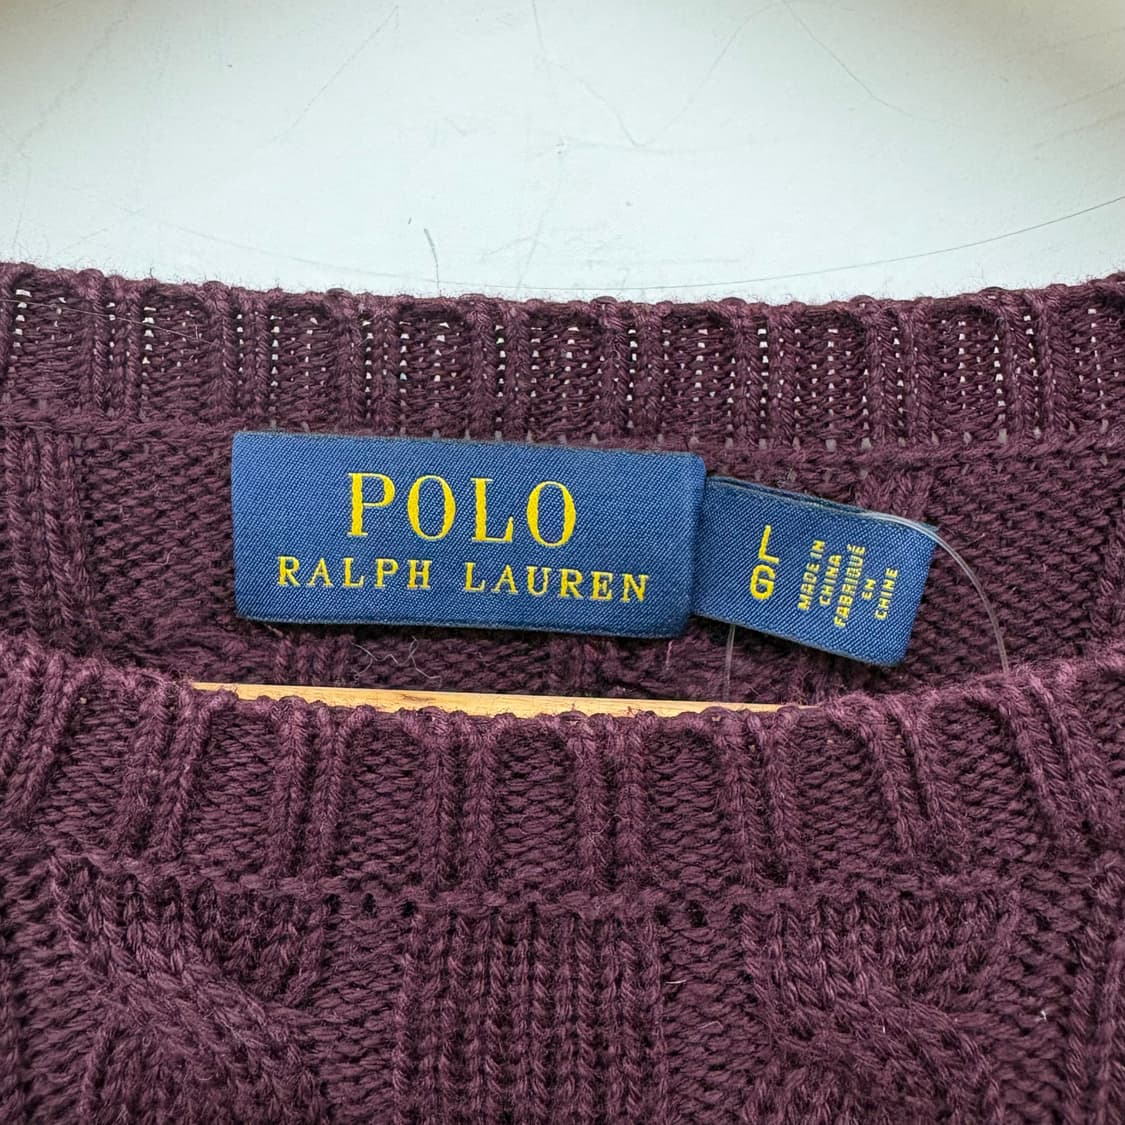 POLO
RALPH LAUREN
L
G
MADE IN
CHINA
FABRIQUÉ
EN
CHINE